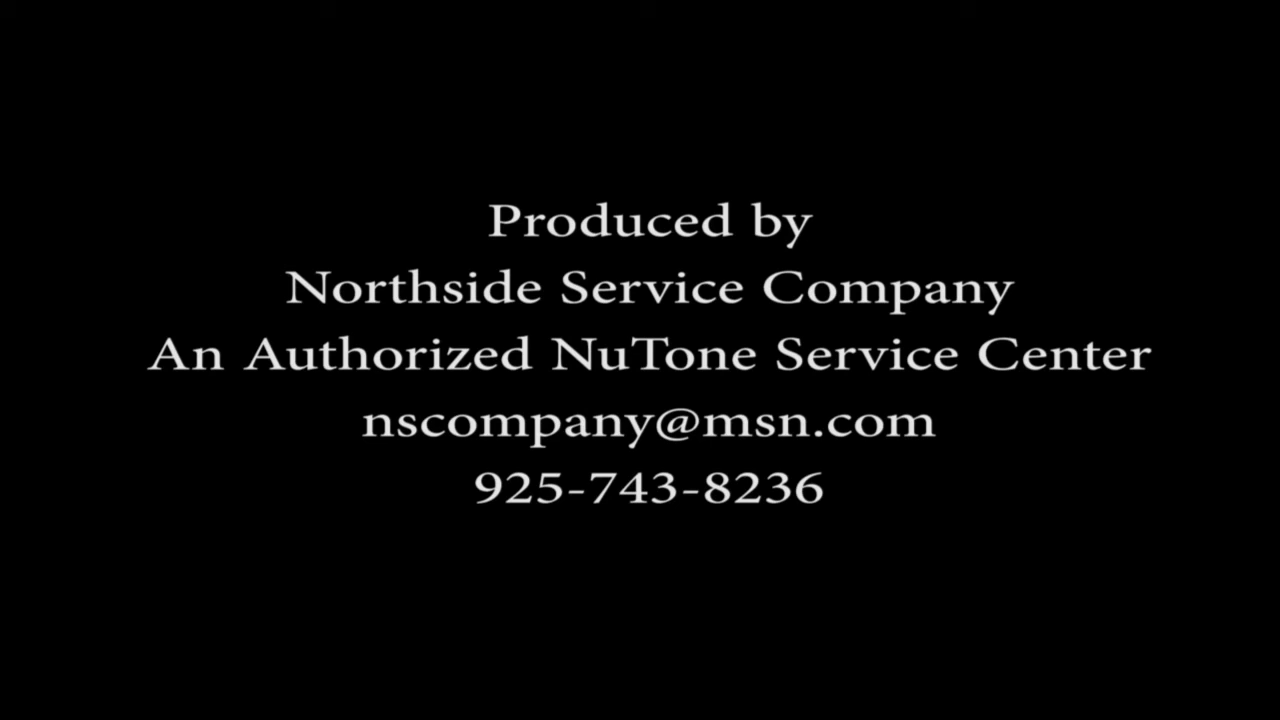 Produced by
Northside Service Company
An Authorized NuTone Service Center
nscompany@msn.com
925-743-8236